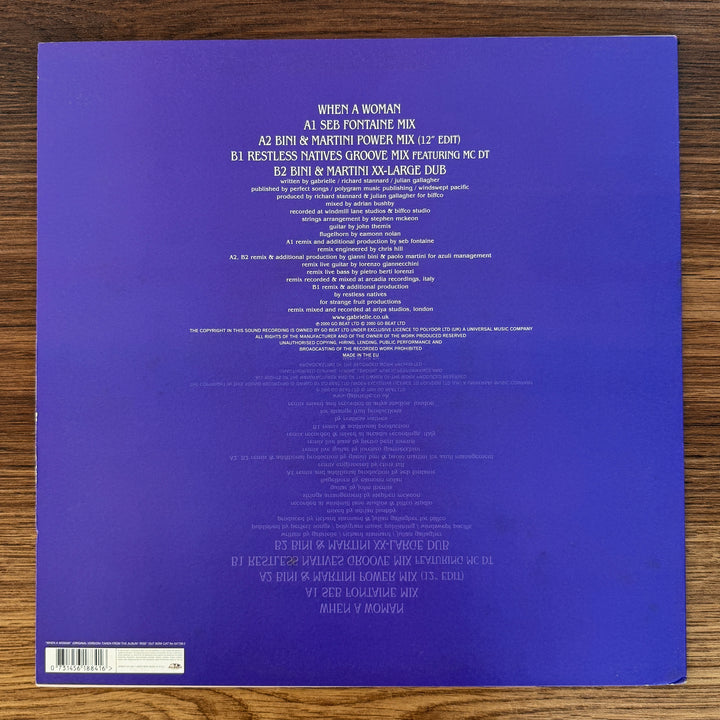 WHEN A WOMAN
A1 SEB FONTAINE MIX
A2 BINI & MARTINI POWER MIX (12" EDIT)
B1 RESTLESS NATIVES GROOVE MIX FEATURING MC DT
B2 BINI & MARTINI XX-LARGE DUB
written by gabrielle / richard stannard / julian gallagher
published by perfect songs / polygram music publishing / windswept pacific
produced by richard stannard & julian gallagher for biffco
mixed by adrian bushby
recorded at windmill lane studios & biffco studio
strings arrangement by stephen mckeon
guitar by john themis
flugelhorn by eamonn nolan
A1 remix and additional production by seb fontaine
remix engineered by chris hill
A2, B2 remix & additional production by gianni bini & paolo martini for azuli management
remix live guitar by lorenzo giannecchini
remix live bass by pietro berti lorenzi
remix recorded & mixed at arcadia recordings, italy
B1 remix & additional production
by restless natives
for strange fruit productions
remix mixed and recorded at ariya studios, london
www.gabrielle.co.uk
℗ 2000 GO BEAT LTD © 2000 GO BEAT LTD
THE COPYRIGHT IN THIS SOUND RECORDING IS OWNED BY GO BEAT LTD UNDER EXCLUSIVE LICENCE TO POLYDOR LTD (UK) A UNIVERSAL MUSIC COMPANY
ALL RIGHTS OF THE MANUFACTURER AND OF THE OWNER OF THE WORK PRODUCED RESERVED
UNAUTHORISED COPYING, HIRING, LENDING, PUBLIC PERFORMANCE AND
BROADCASTING OF THE RECORDED WORK PROHIBITED
MADE IN THE EU
0 731456 188416 >